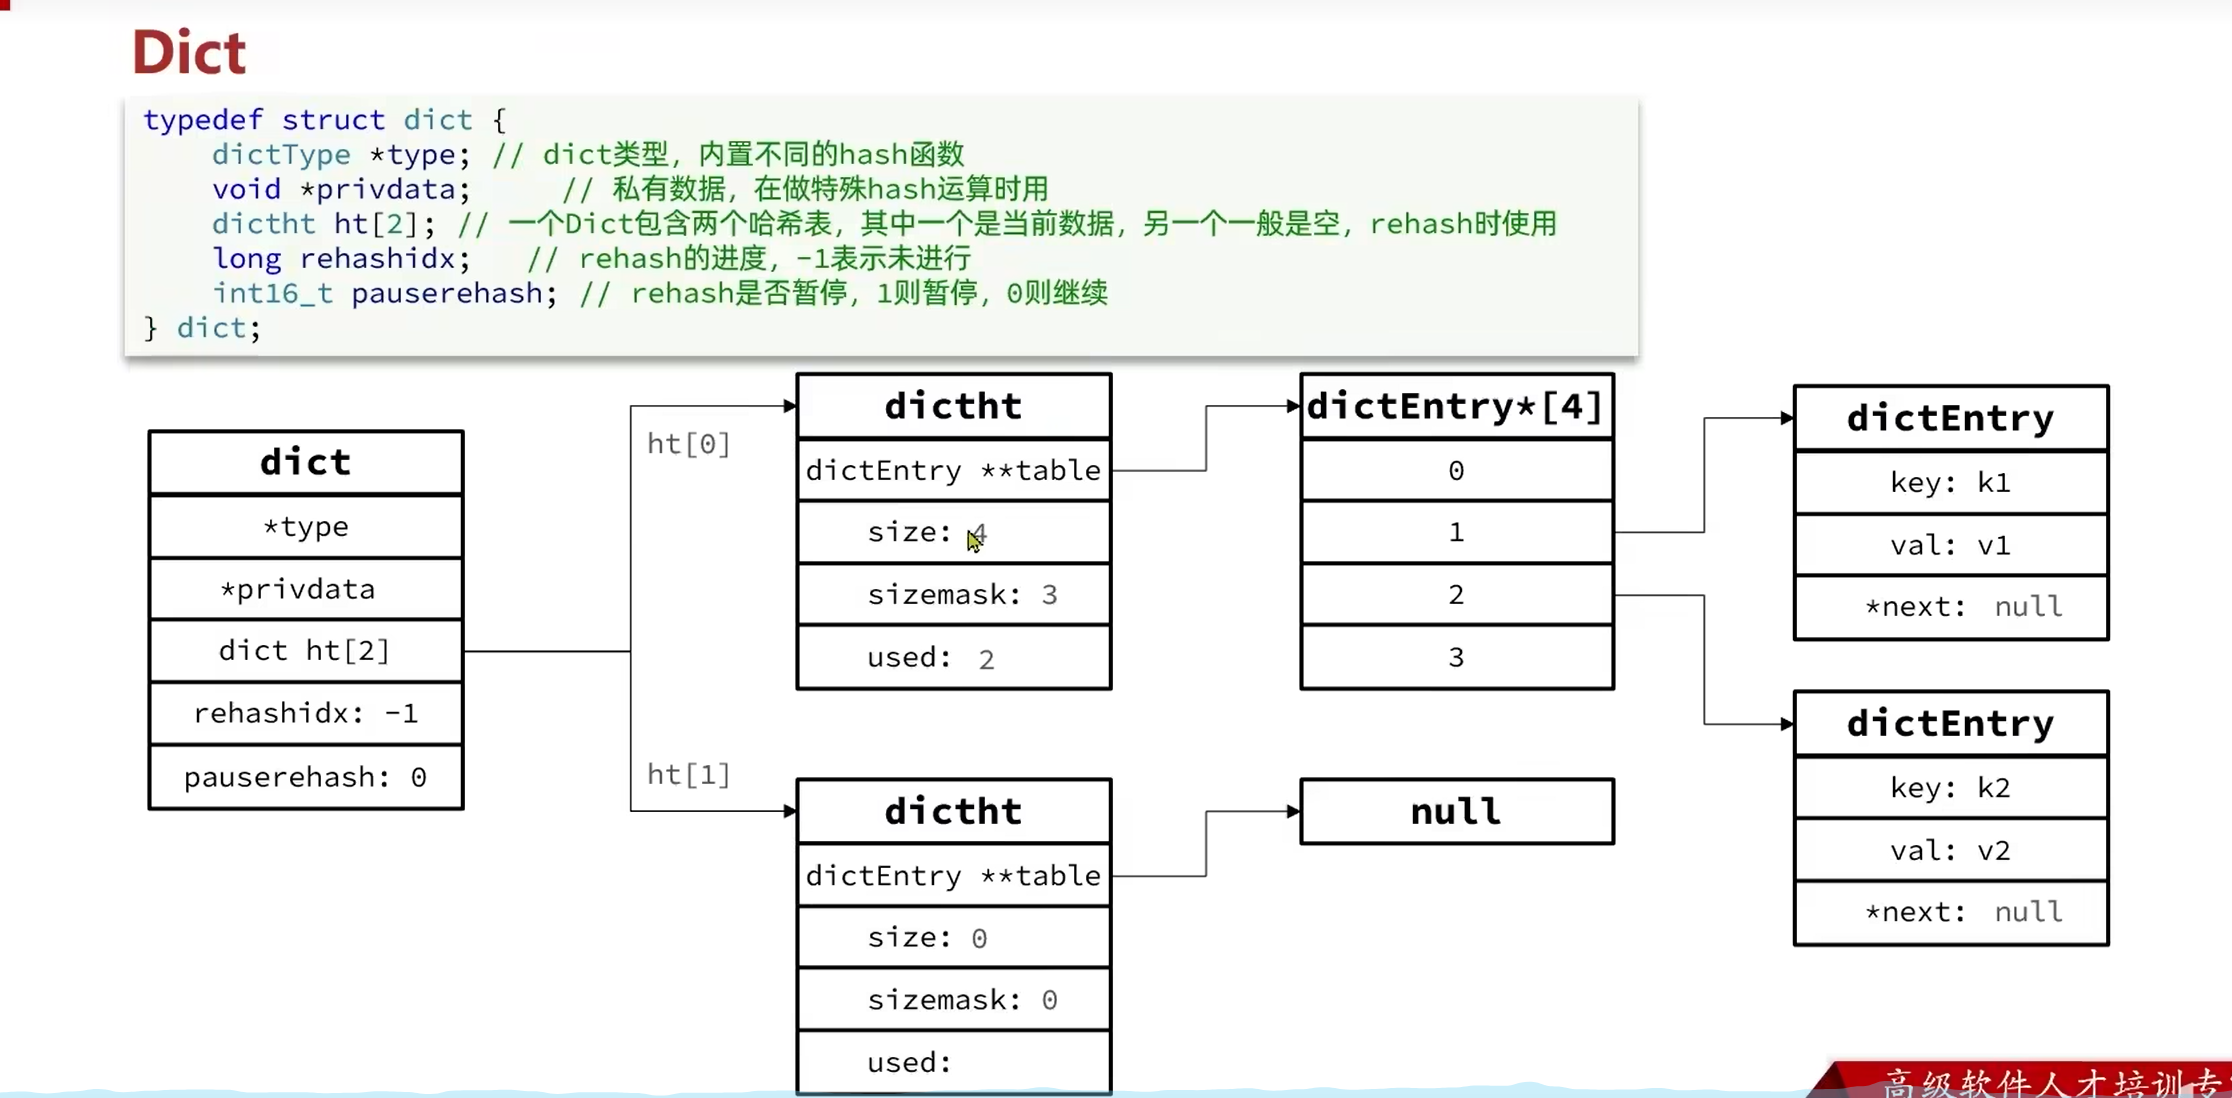 Dict
typedef struct dict {
dictType *type; // dict类型，内置不同的hash函数
void *privdata; // 私有数据，在做特殊hash运算时用
dictht ht[2]; // 一个Dict包含两个哈希表，其中一个是当前数据，另一个一般是空，rehash时使用
long rehashidx; // rehash的进度，-1表示未进行
int16_t pauserehash; // rehash是否暂停，1则暂停，0则继续
} dict;
dict
*type
*privdata
dict ht[2]
rehashidx: -1
pauserehash: 0
ht[0]
dictht
dictEntry **table
size: 4
sizemask: 3
used: 2
dictEntry*[4]
0
1
2
3
dictEntry
key: k1
val: v1
*next: null
dictEntry
key: k2
val: v2
*next: null
ht[1]
dictht
dictEntry **table
size: 0
sizemask: 0
used:
null
高级软件人才培训专